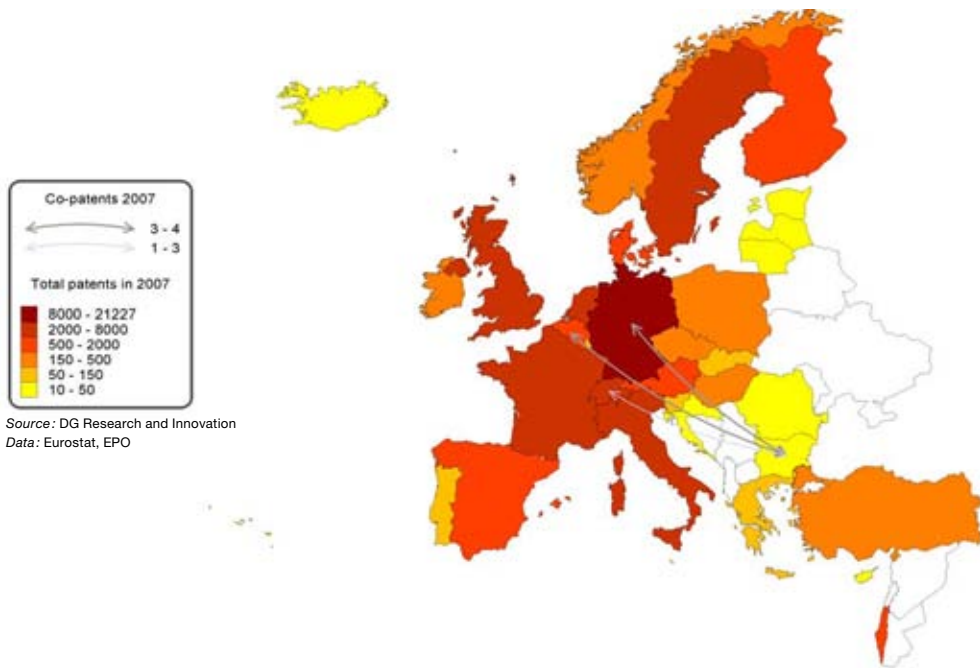 Co-patents 2007
3 - 4
1 - 3
Total patents in 2007
8000 - 21227
2000 - 8000
500 - 2000
150 - 500
50 - 150
10 - 50
Source: DG Research and Innovation
Data: Eurostat, EPO